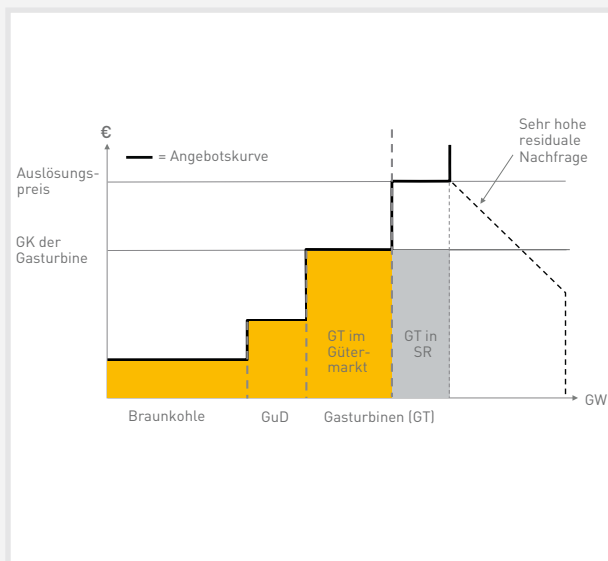 €
= Angebotskurve
Sehr hohe
residuale
Nachfrage
Auslösungs-
preis
GK der
Gasturbine
GT im
Güter-
markt
GT in
SR
GW
Braunkohle
GuD
Gasturbinen (GT)